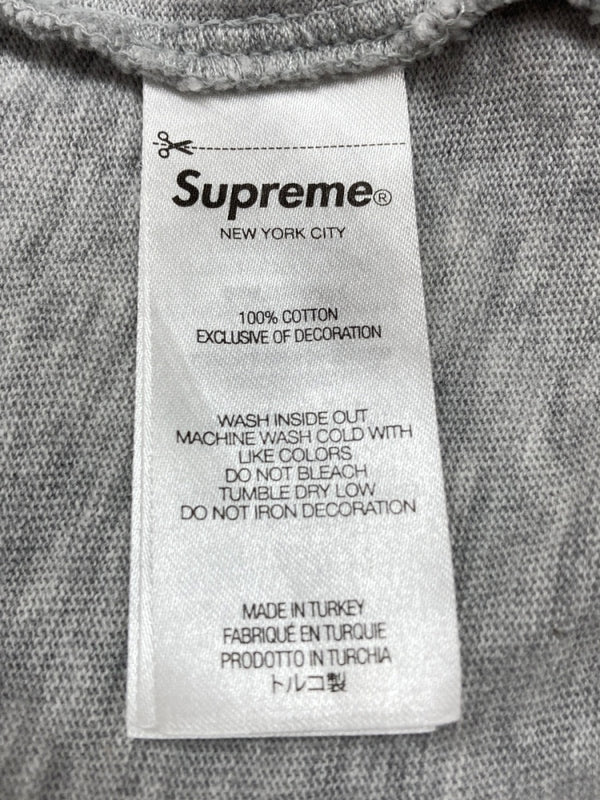 Supreme®
NEW YORK CITY
100% COTTON
EXCLUSIVE OF DECORATION
WASH INSIDE OUT
MACHINE WASH COLD WITH
LIKE COLORS
DO NOT BLEACH
TUMBLE DRY LOW
DO NOT IRON DECORATION
MADE IN TURKEY
FABRIQUÉ EN TURQUIE
PRODOTTO IN TURCHIA
トルコ製